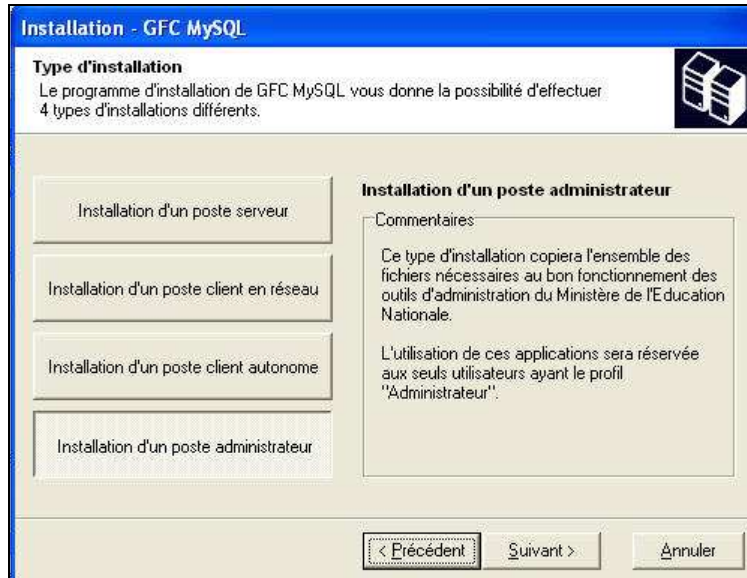 Installation - GFC MySQL
Type d'installation
Le programme d'installation de GFC MySQL vous donne la possibilité d'effectuer
4 types d'installations différents.
Installation d'un poste serveur
Installation d'un poste client en réseau
Installation d'un poste client autonome
Installation d'un poste administrateur
Installation d'un poste administrateur
Commentaires
Ce type d'installation copiera l'ensemble des
fichiers nécessaires au bon fonctionnement des
outils d'administration du Ministère de l'Education
Nationale.
L'utilisation de ces applications sera réservée
aux seuls utilisateurs ayant le profil
"Administrateur".
< Précédent
Suivant >
Annuler